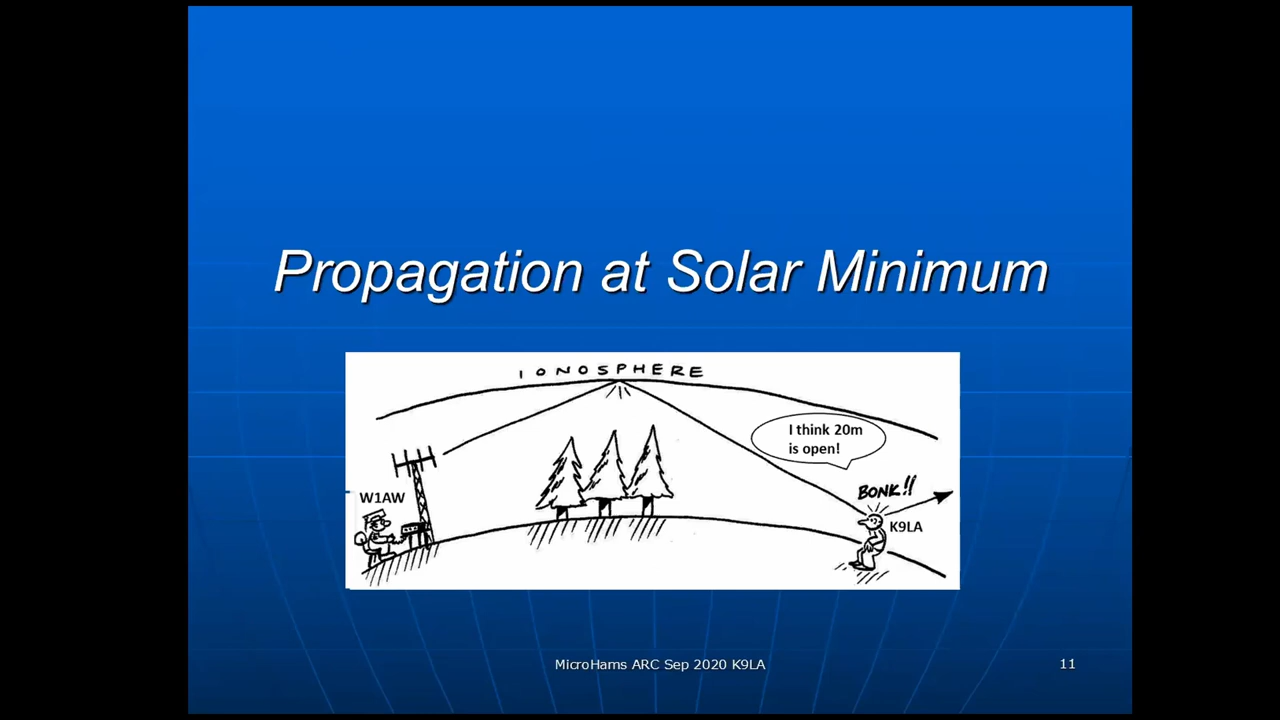 Propagation at Solar Minimum
IONOSPHERE
I think 20m
is open!
BONK!!
W1AW
K9LA
MicroHams ARC Sep 2020 K9LA
11